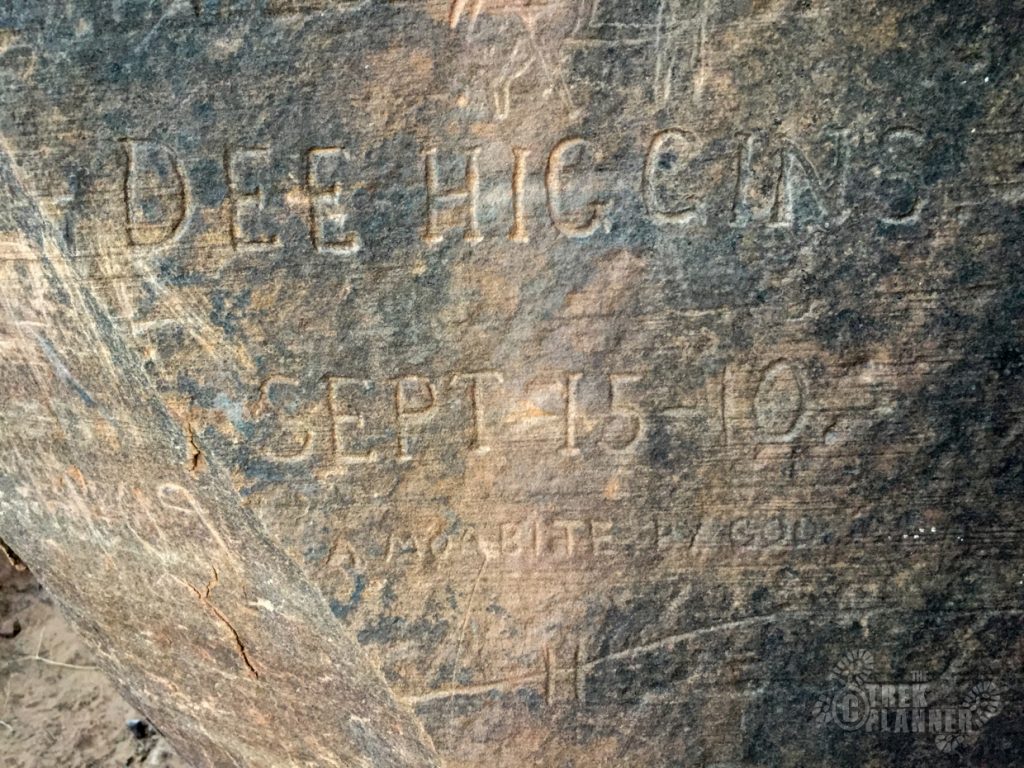 DEE HIGGINS
SEPT-15-10.
A MOABITE BY GOD.
H
THE
TREK
PLANNER